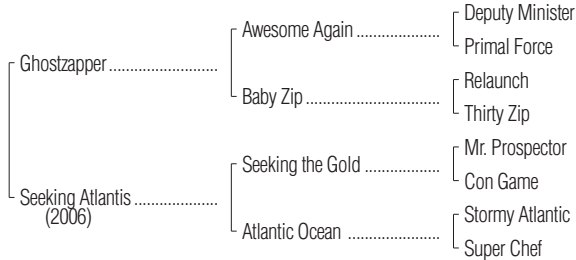 Deputy Minister
Awesome Again ....................
Primal Force
Ghostzapper ..........................
Relaunch
Baby Zip ................................
Thirty Zip
Mr. Prospector
Seeking the Gold ..................
Con Game
Seeking Atlantis ....................
(2006)
Stormy Atlantic
Atlantic Ocean ......................
Super Chef